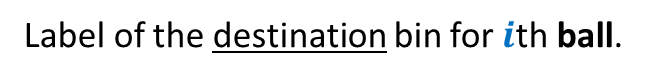 Label of the destination bin for ith ball.